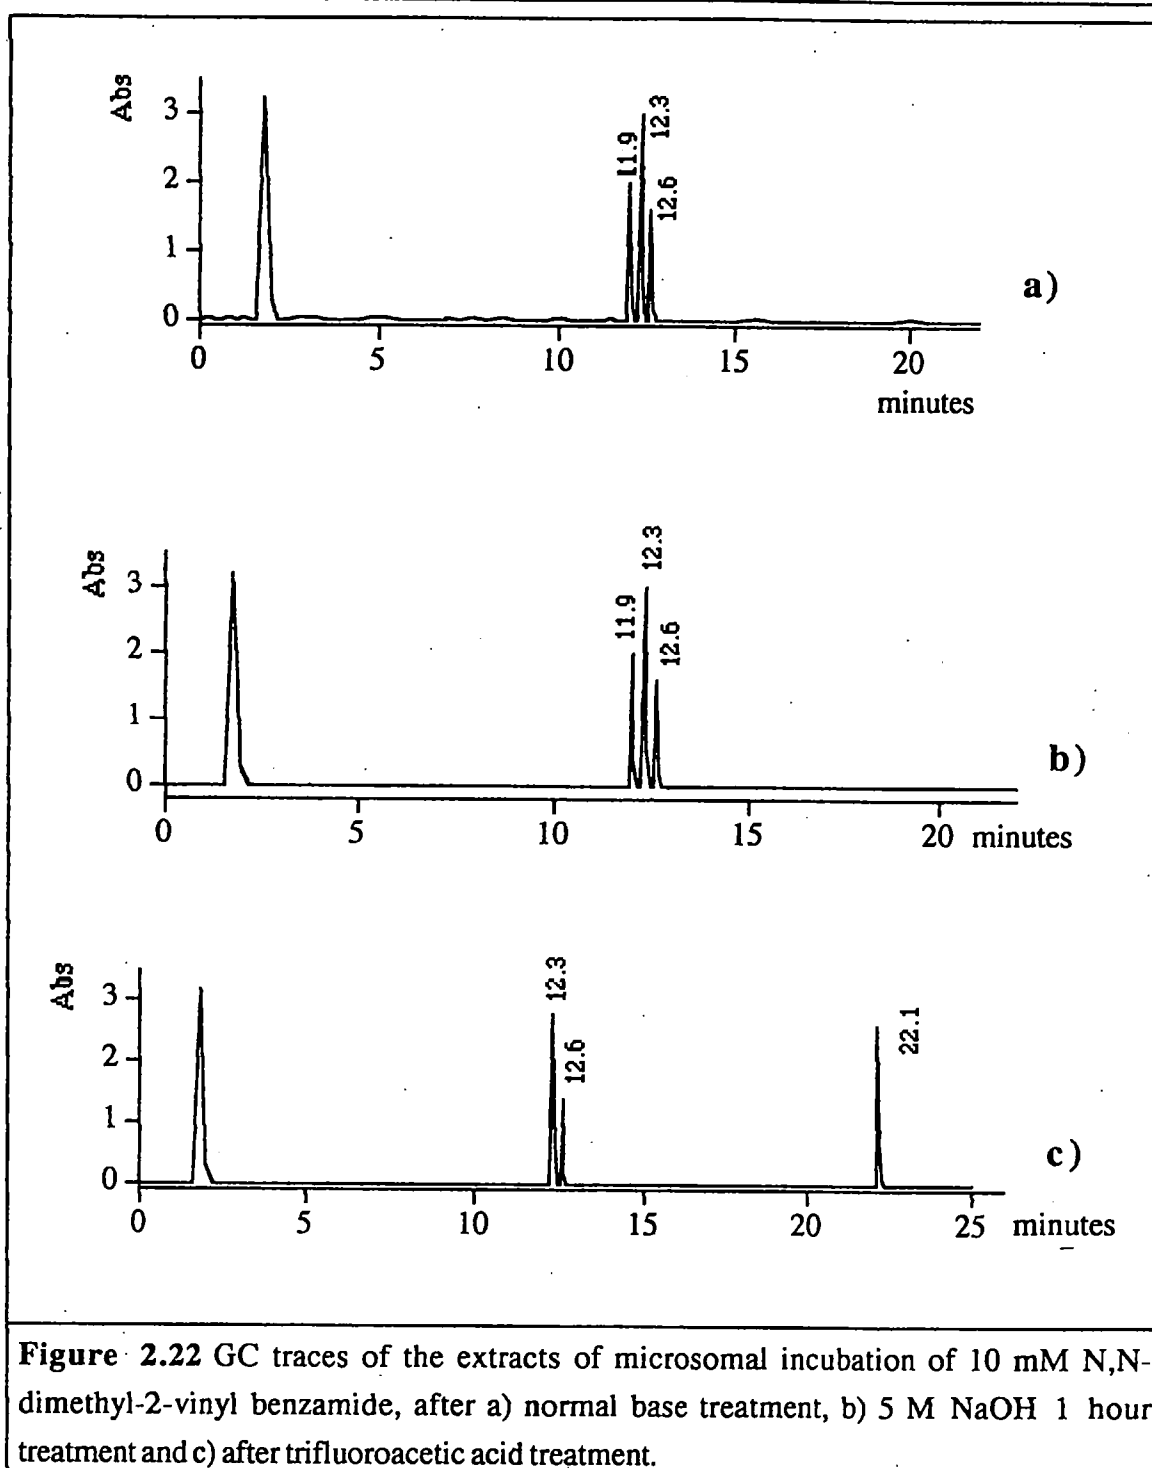 Abs
3
2
1
0
11.9
12.3
12.6
a)
0 5 10 15 20
minutes
Abs
3
2
1
0
11.9
12.3
12.6
b)
0 5 10 15 20 minutes
Abs
3
2
1
0
12.3
12.6
22.1
c)
0 5 10 15 20 25 minutes
Figure 2.22 GC traces of the extracts of microsomal incubation of 10 mM N,N-
dimethyl-2-vinyl benzamide, after a) normal base treatment, b) 5 M NaOH 1 hour
treatment and c) after trifluoroacetic acid treatment.